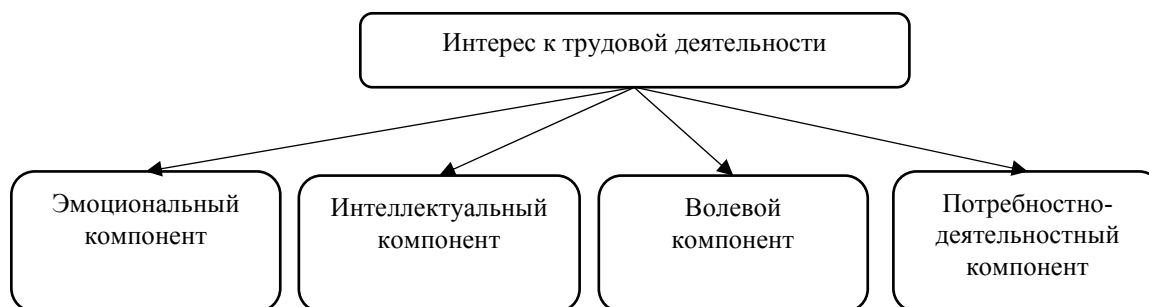 Интерес к трудовой деятельности
Эмоциональный
компонент
Интеллектуальный
компонент
Волевой
компонент
Потребностно-
деятельностный
компонент